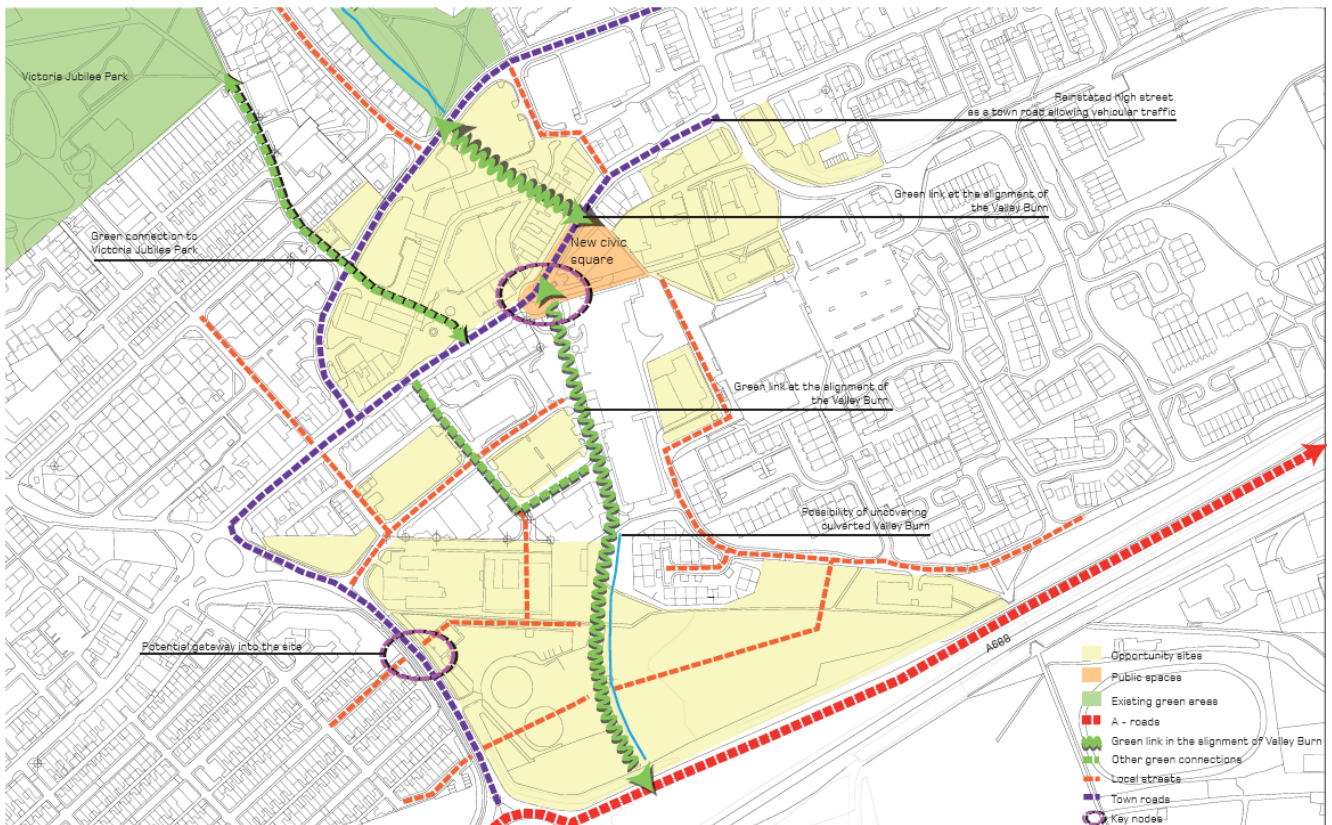 Victoria Jubilee Park
Reinstated high street
as a town road allowing vehicular traffic
Green link at the alignment of
the Valley Burn
Green connection to
Victoria Jubilee Park
New civic
square
Green link at the alignment of
the Valley Burn
Possibility of uncovering
culverted Valley Burn
Potential gateway into the site
A688
Opportunity sites
Public spaces
Existing green areas
A - roads
Green link in the alignment of Valley Burn
Other green connections
Local streets
Town roads
Key nodes